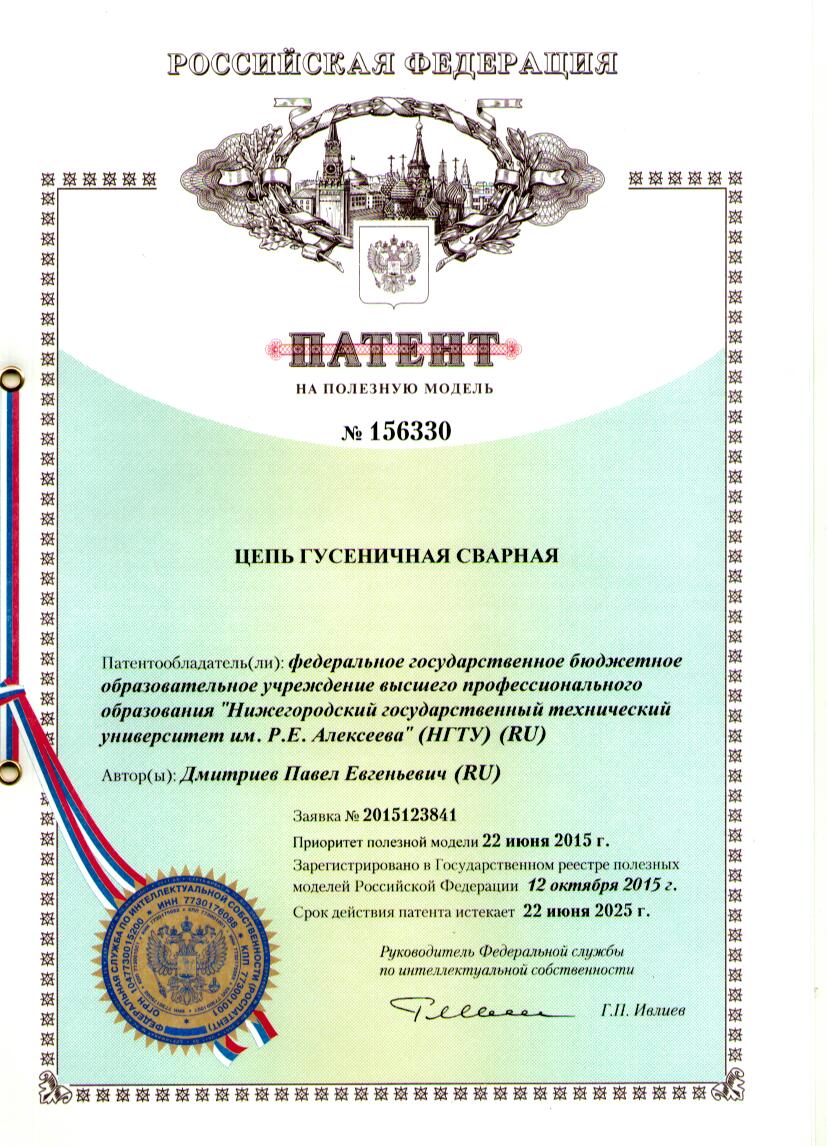 РОССИЙСКАЯ ФЕДЕРАЦИЯ
ПАТЕНТ
НА ПОЛЕЗНУЮ МОДЕЛЬ
№ 156330
ЦЕПЬ ГУСЕНИЧНАЯ СВАРНАЯ
Патентообладатель(ли): федеральное государственное бюджетное
образовательное учреждение высшего профессионального
образования "Нижегородский государственный технический
университет им. Р.Е. Алексеева" (НГТУ) (RU)
Автор(ы): Дмитриев Павел Евгеньевич (RU)
Заявка № 2015123841
Приоритет полезной модели 22 июня 2015 г.
Зарегистрировано в Государственном реестре полезных
моделей Российской Федерации 12 октября 2015 г.
Срок действия патента истекает 22 июня 2025 г.
Руководитель Федеральной службы
по интеллектуальной собственности
Г.П. Ивлиев
ФЕДЕРАЛЬНАЯ СЛУЖБА ПО ИНТЕЛЛЕКТУАЛЬНОЙ СОБСТВЕННОСТИ (РОСПАТЕНТ)
ОГРН 1047730015200 * ИНН 7730176088 * КПП 773001001